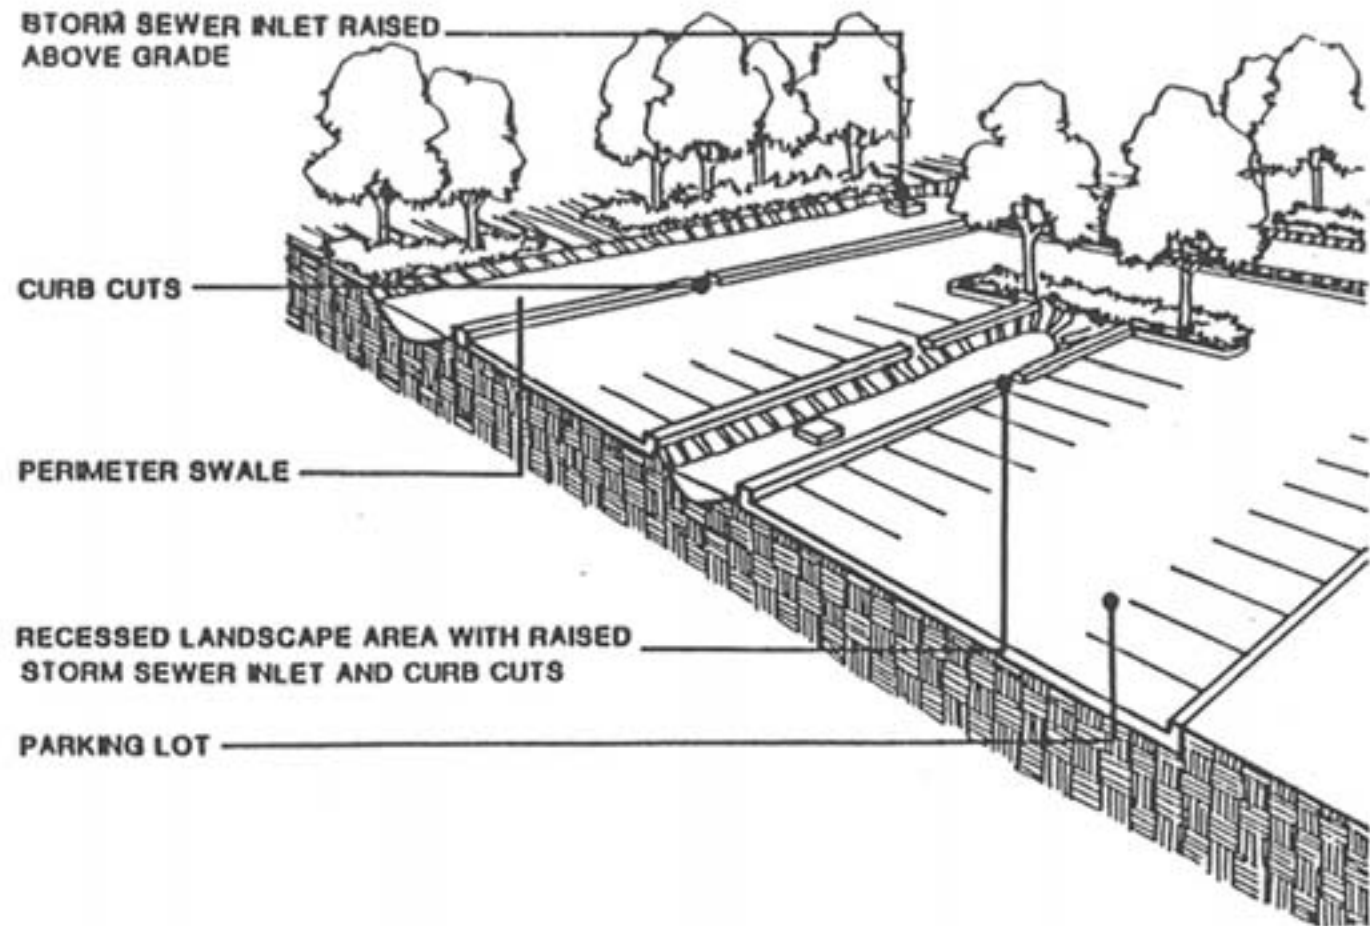 STORM SEWER INLET RAISED
ABOVE GRADE
CURB CUTS
PERIMETER SWALE
RECESSED LANDSCAPE AREA WITH RAISED
STORM SEWER INLET AND CURB CUTS
PARKING LOT